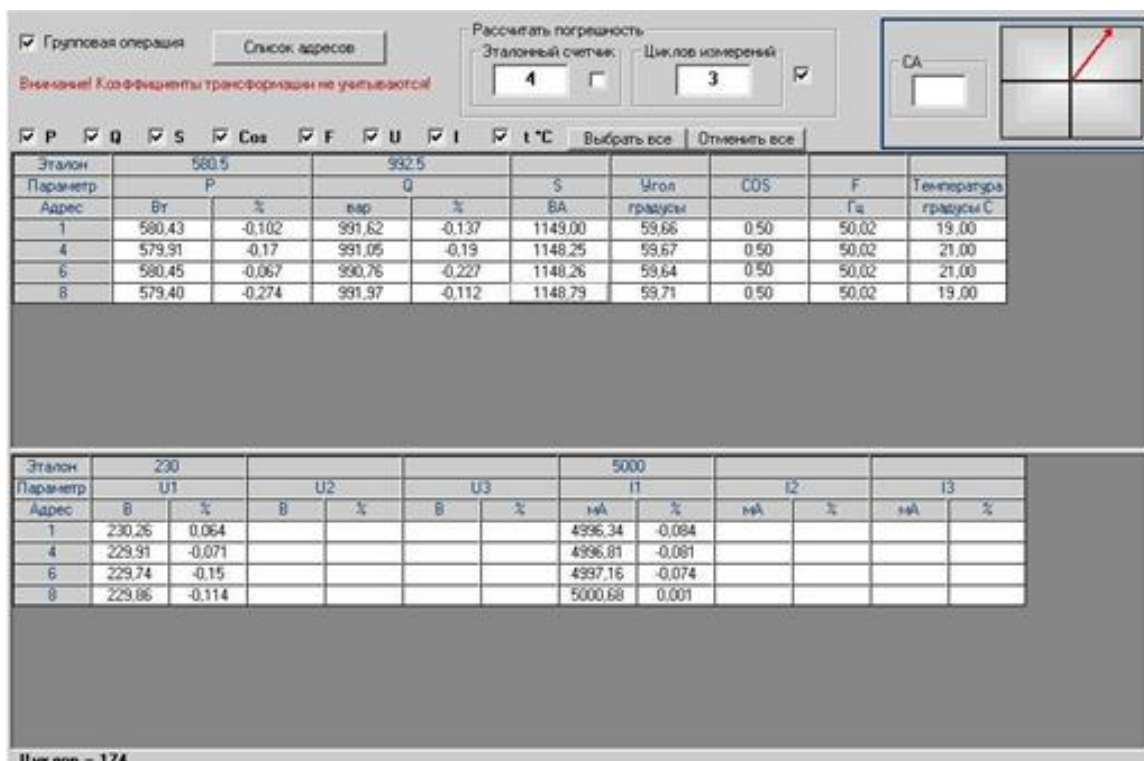 Групповая операция
Список адресов
Рассчитать погрешность
Эталонный счетчик
4
Циклов измерений
3
СА
Внимание! Коэффициенты трансформации не учитываются!
P Q S Cos F U I t °C Выбрать все Отменить все
Эталон 580.5 992.5
Параметр P Q S Угол COS F Температура
Адрес Вт % вар % ВА градусы Гц градусы С
1 580,43 -0,102 991,62 -0,137 1149,00 59,66 0.50 50,02 19,00
4 579,91 -0,17 991,05 -0,19 1148,25 59,67 0.50 50,02 21,00
6 580,45 -0,067 990,76 -0,227 1148,26 59,64 0.50 50,02 21,00
8 579,40 -0,274 991,97 -0,112 1148,79 59,71 0.50 50,02 19,00
Эталон 230 5000
Параметр U1 U2 U3 I1 I2 I3
Адрес В % В % В % мА % мА % мА %
1 230,26 0,064 4996,34 -0,084
4 229,91 -0,071 4996,81 -0,081
6 229,74 -0,15 4997,16 -0,074
8 229,86 -0,114 5000,68 0,001
Циклов = 174